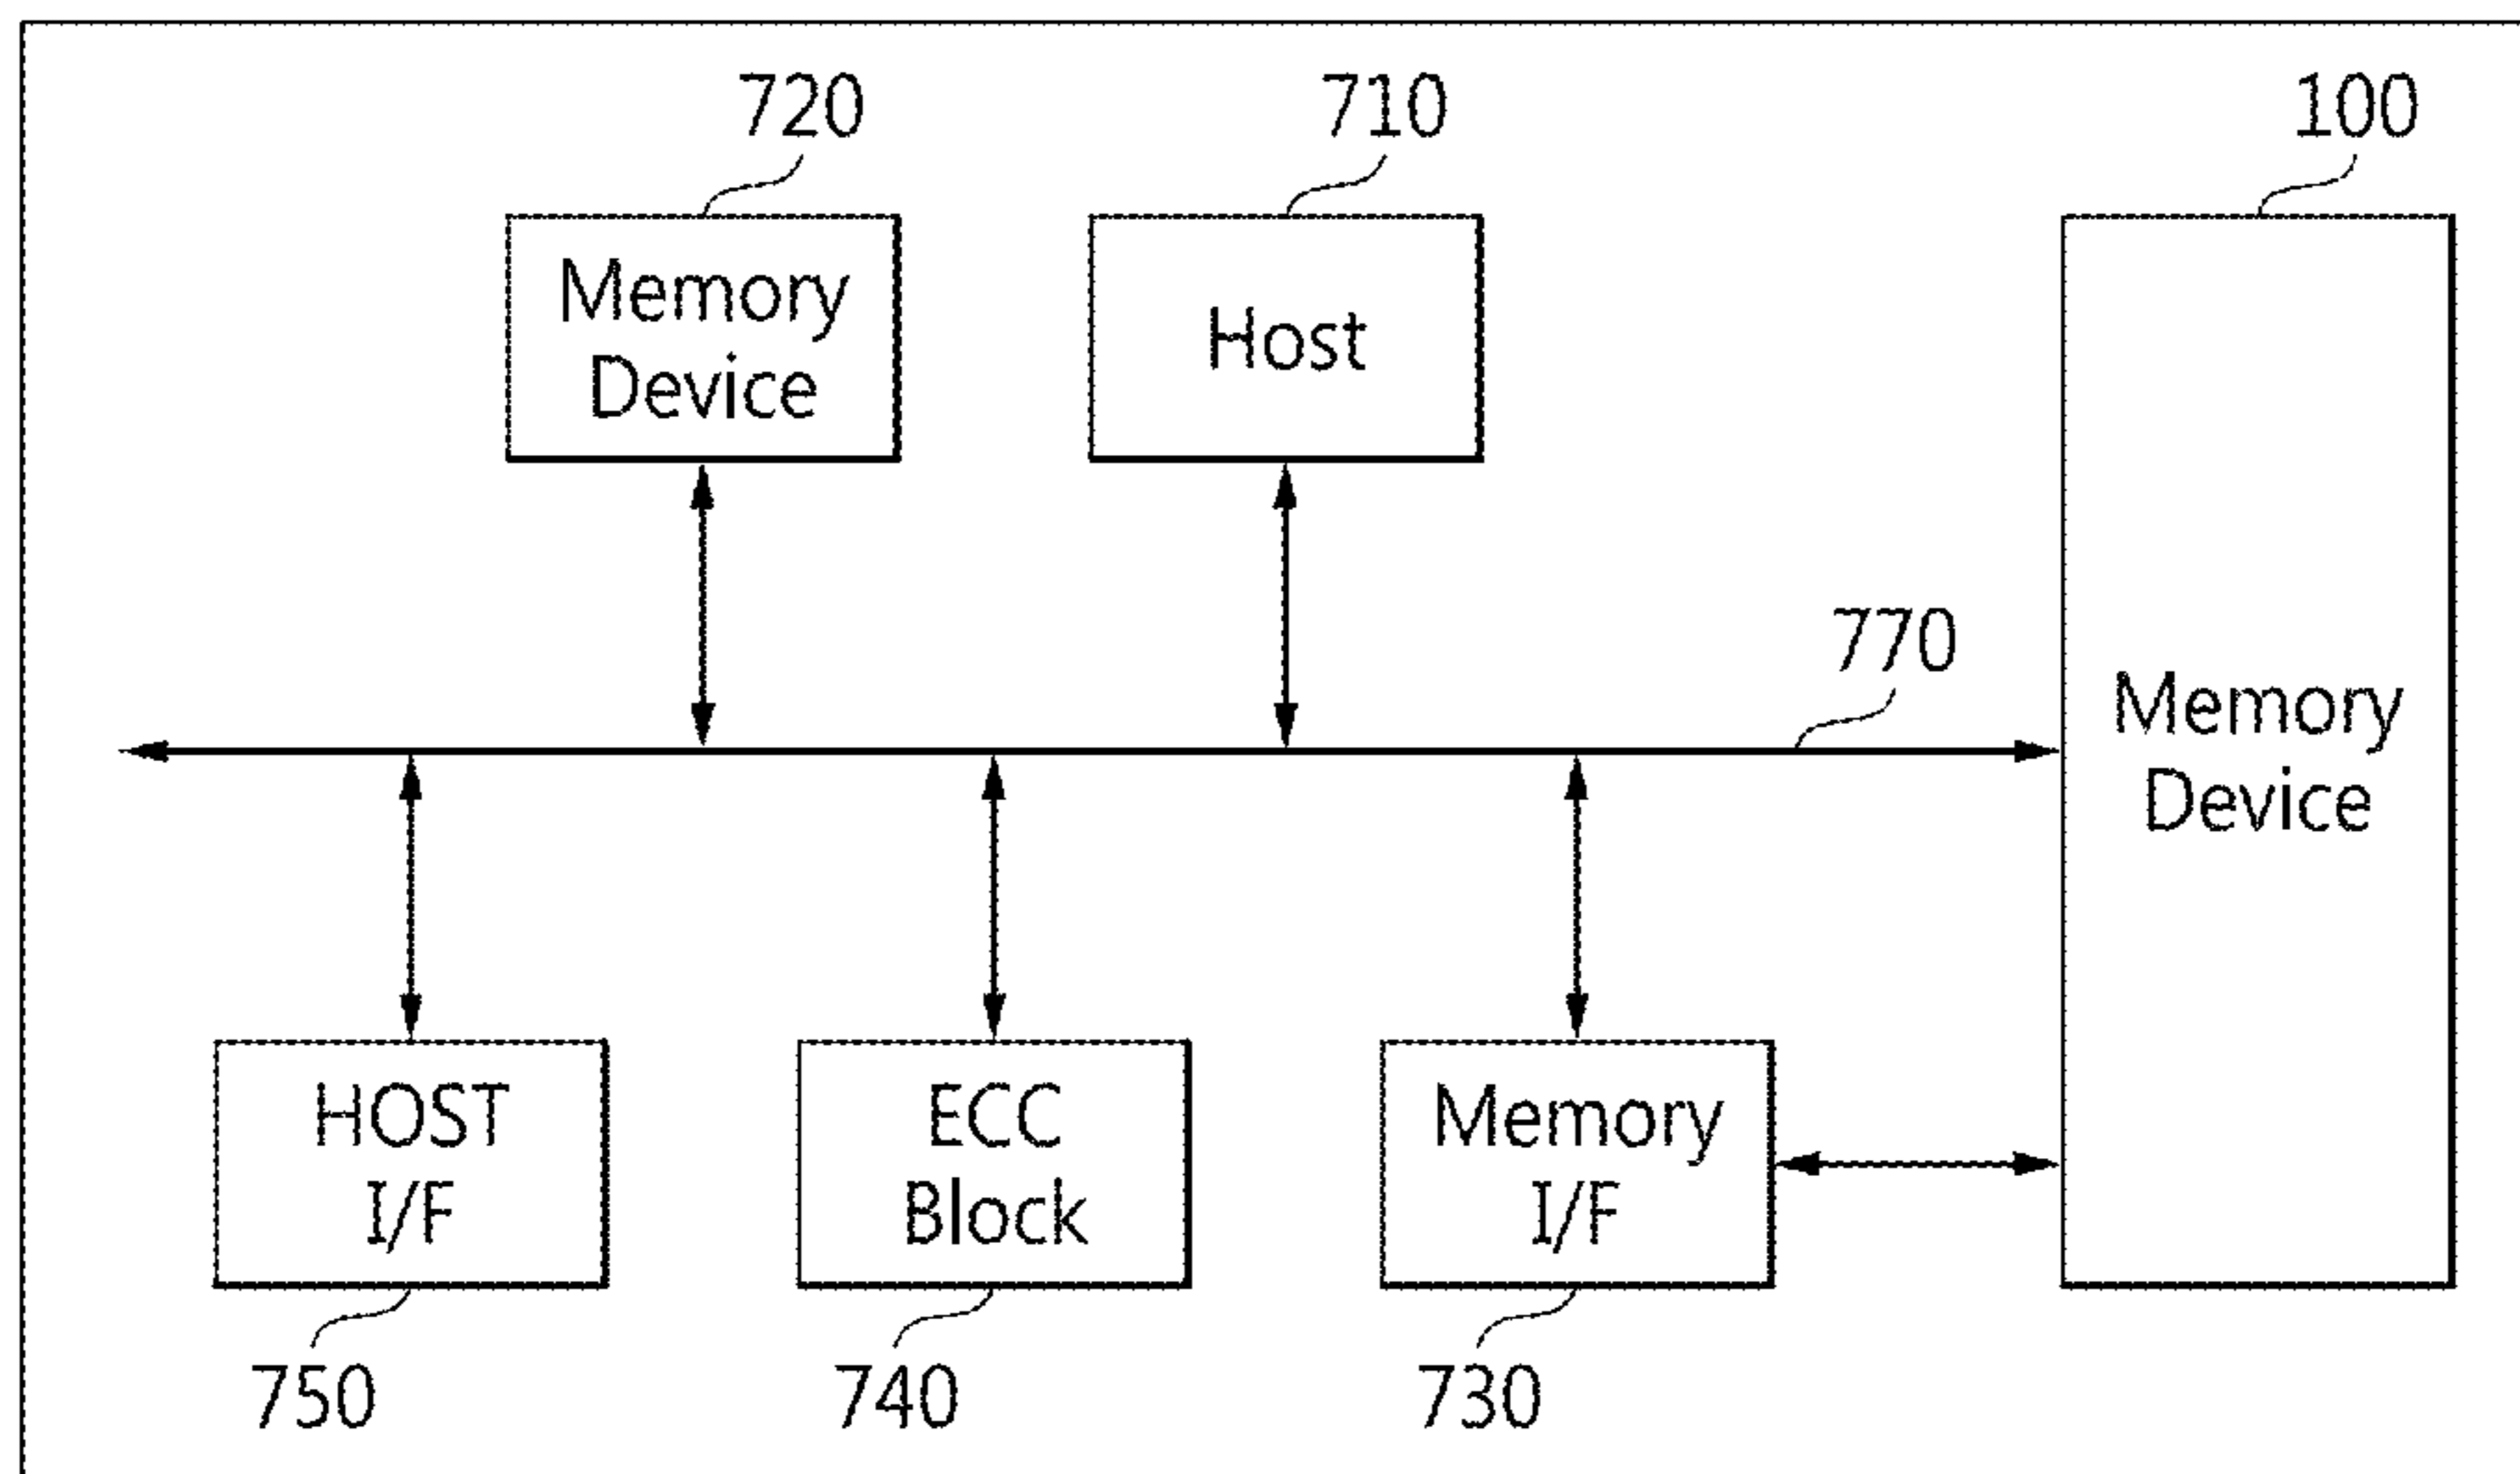 720
710
100
Memory
Device
Host
770
Memory
Device
HOST
I/F
ECC
Block
Memory
I/F
750
740
730